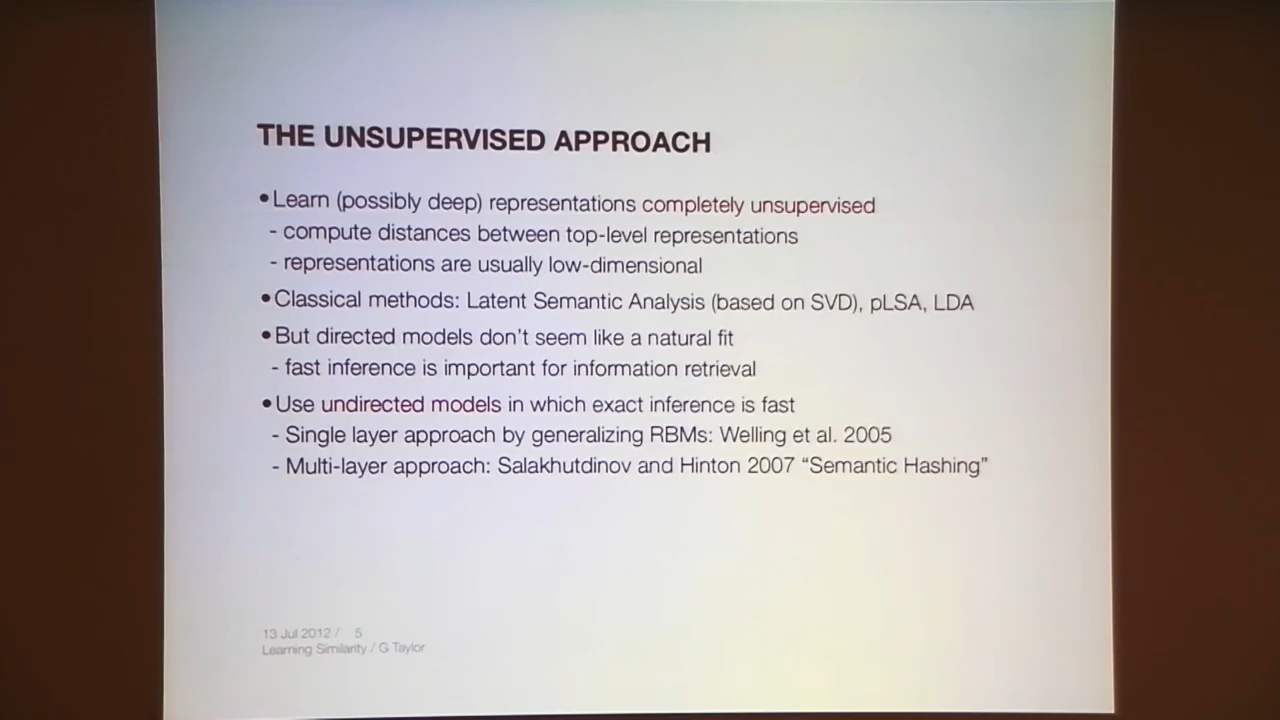 THE UNSUPERVISED APPROACH
•Learn (possibly deep) representations completely unsupervised
- compute distances between top-level representations
- representations are usually low-dimensional
•Classical methods: Latent Semantic Analysis (based on SVD), pLSA, LDA
•But directed models don't seem like a natural fit
- fast inference is important for information retrieval
•Use undirected models in which exact inference is fast
- Single layer approach by generalizing RBMs: Welling et al. 2005
- Multi-layer approach: Salakhutdinov and Hinton 2007 “Semantic Hashing”
13 Jul 2012 / 5
Learning Similarity / G Taylor